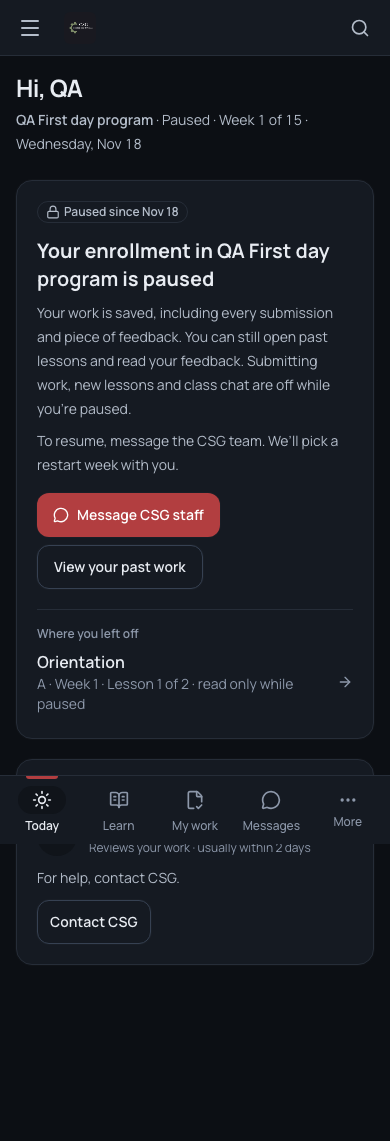 Hi, QA
QA First day program · Paused · Week 1 of 15 ·
Wednesday, Nov 18
Paused since Nov 18
Your enrollment in QA First day
program is paused
Your work is saved, including every submission
and piece of feedback. You can still open past
lessons and read your feedback. Submitting
work, new lessons and class chat are off while
you're paused.
To resume, message the CSG team. We'll pick a
restart week with you.
Message CSG staff
View your past work
Where you left off
Orientation
A · Week 1 · Lesson 1 of 2 · read only while
paused
Today
Learn
My work
Messages
More
Reviews your work · usually within 2 days
For help, contact CSG.
Contact CSG